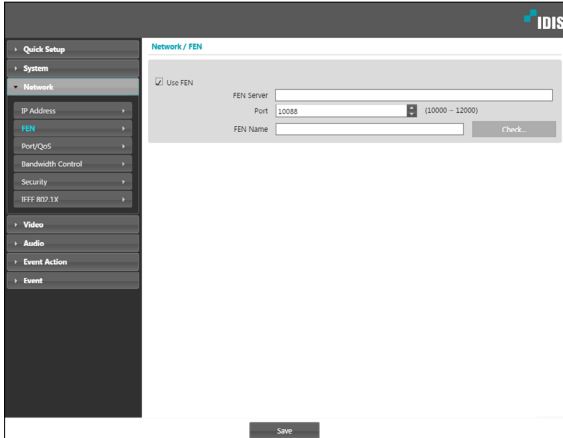 IDIS
Quick Setup
System
Network
IP Address
FEN
Port/QoS
Bandwidth Control
Security
IEEE 802.1X
Video
Audio
Event Action
Event
Network / FEN
Use FEN
FEN Server
Port 10088 (10000 ~ 12000)
FEN Name Check...
Save